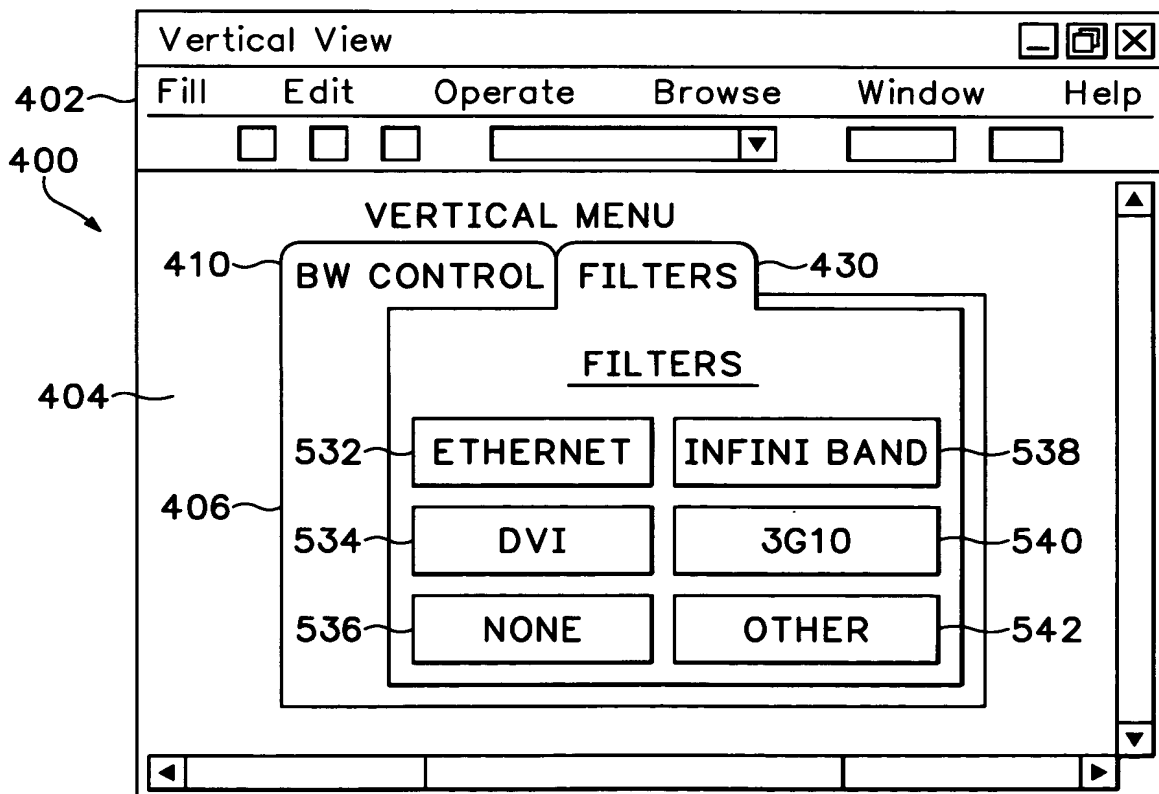 Vertical View
402 Fill Edit Operate Browse Window Help
400
VERTICAL MENU
410 BW CONTROL FILTERS 430
FILTERS
404
532 ETHERNET INFINI BAND 538
406
534 DVI 3G10 540
536 NONE OTHER 542